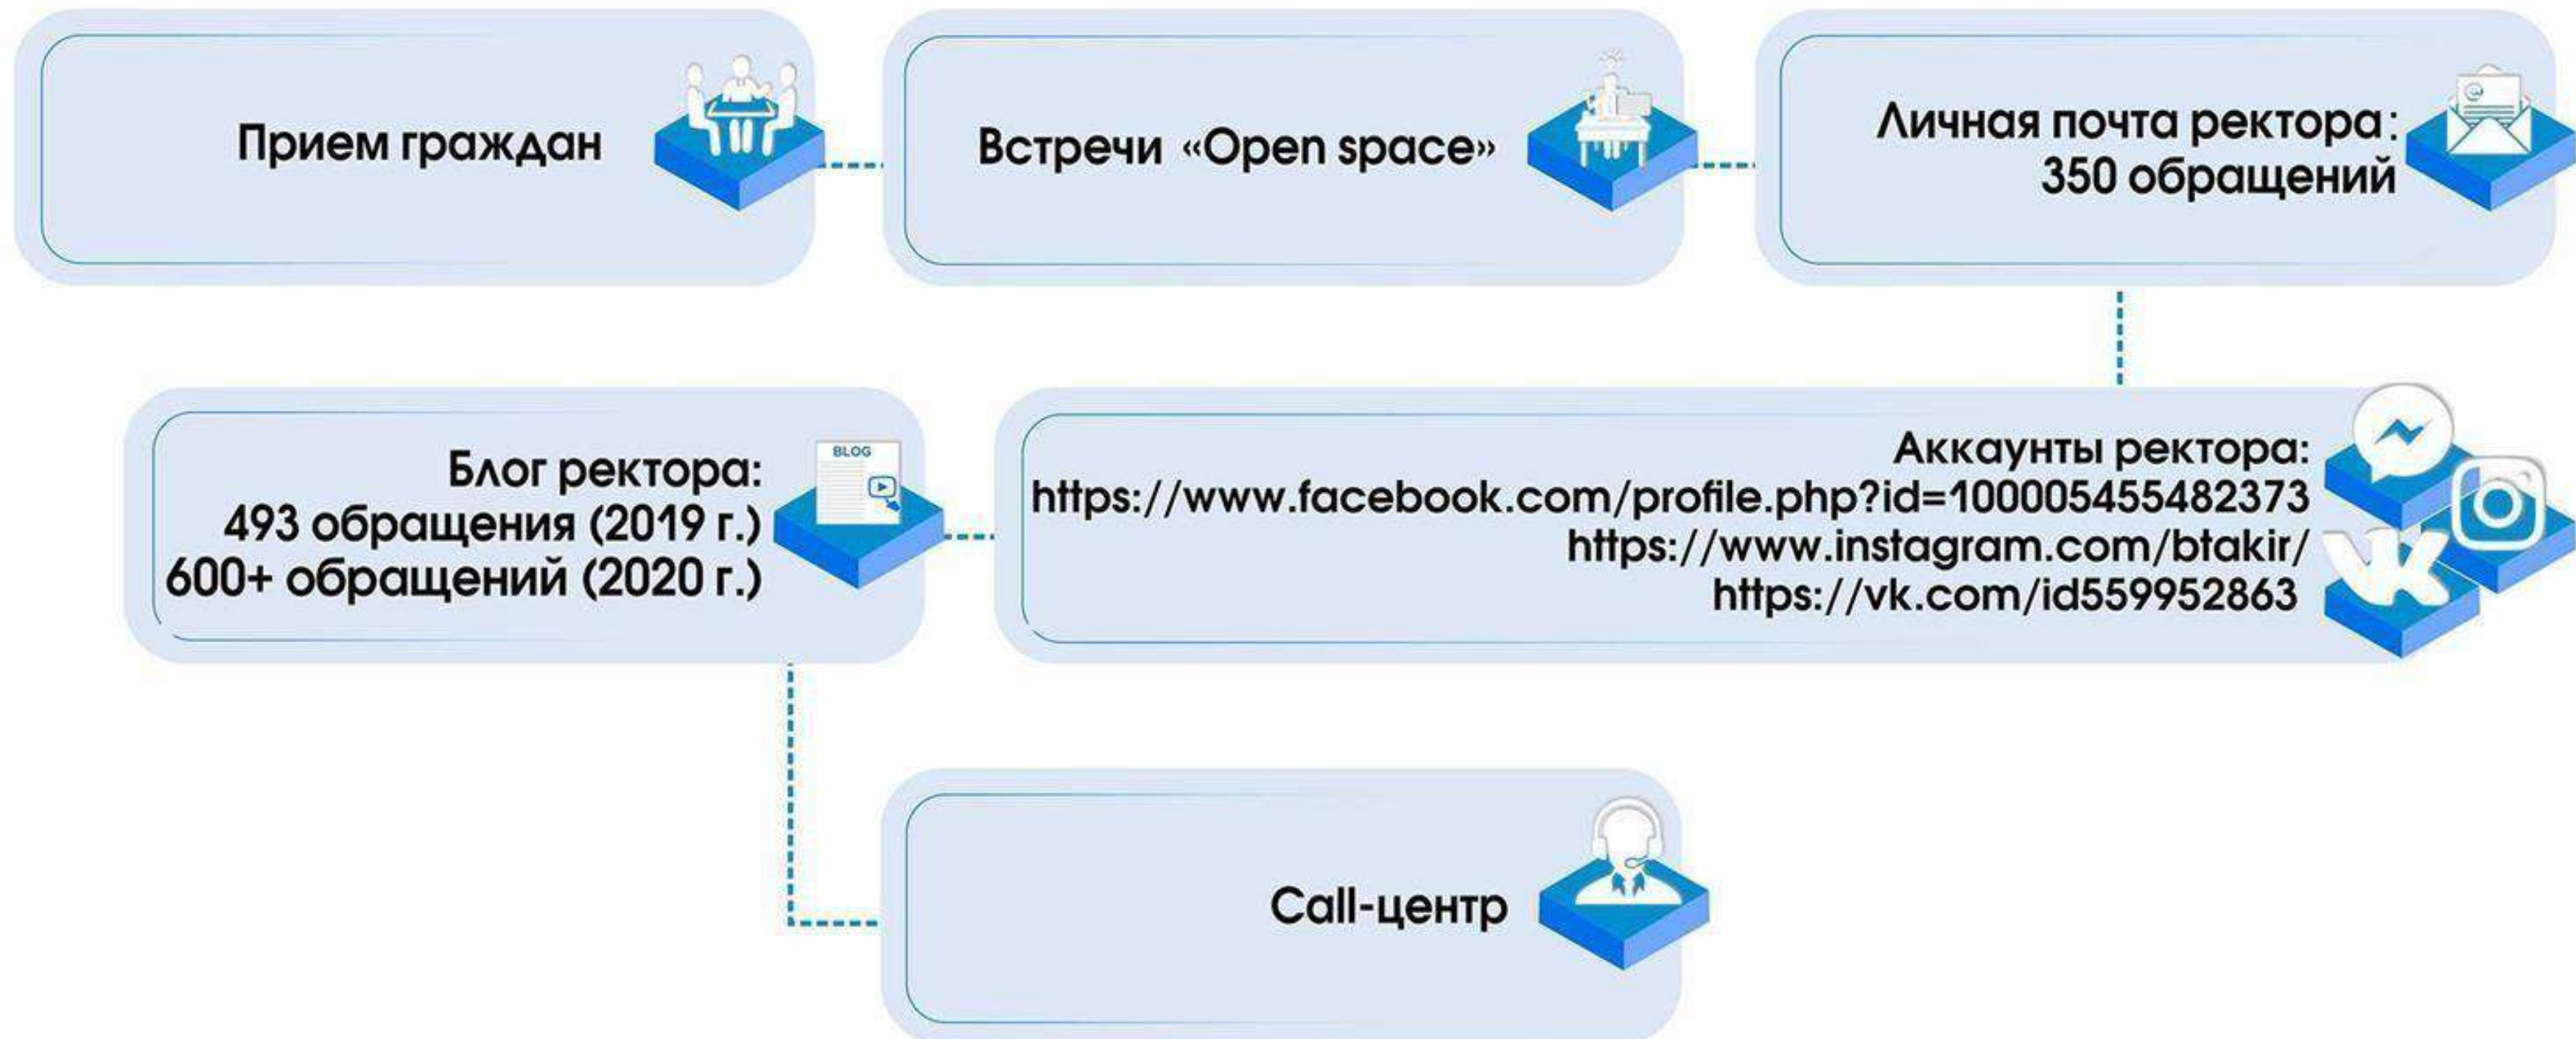 Прием граждан
Встречи «Open space»
Личная почта ректора:
350 обращений
Блог ректора:
493 обращения (2019 г.)
600+ обращений (2020 г.)
BLOG
Аккаунты ректора:
https://www.facebook.com/profile.php?id=100005455482373
https://www.instagram.com/btakir/
https://vk.com/id559952863
Call-центр